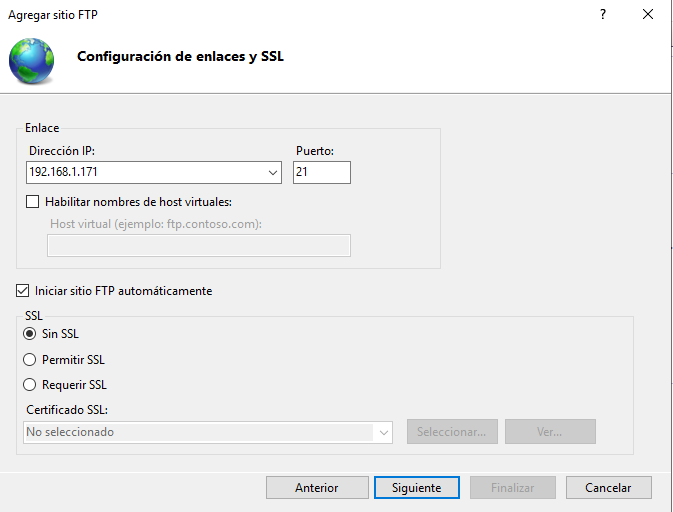 Agregar sitio FTP
?
Configuración de enlaces y SSL
Enlace
Dirección IP: Puerto:
192.168.1.171 21
Habilitar nombres de host virtuales:
Host virtual (ejemplo: ftp.contoso.com):
Iniciar sitio FTP automáticamente
SSL
Sin SSL
Permitir SSL
Requerir SSL
Certificado SSL:
No seleccionado Seleccionar... Ver...
Anterior Siguiente Finalizar Cancelar